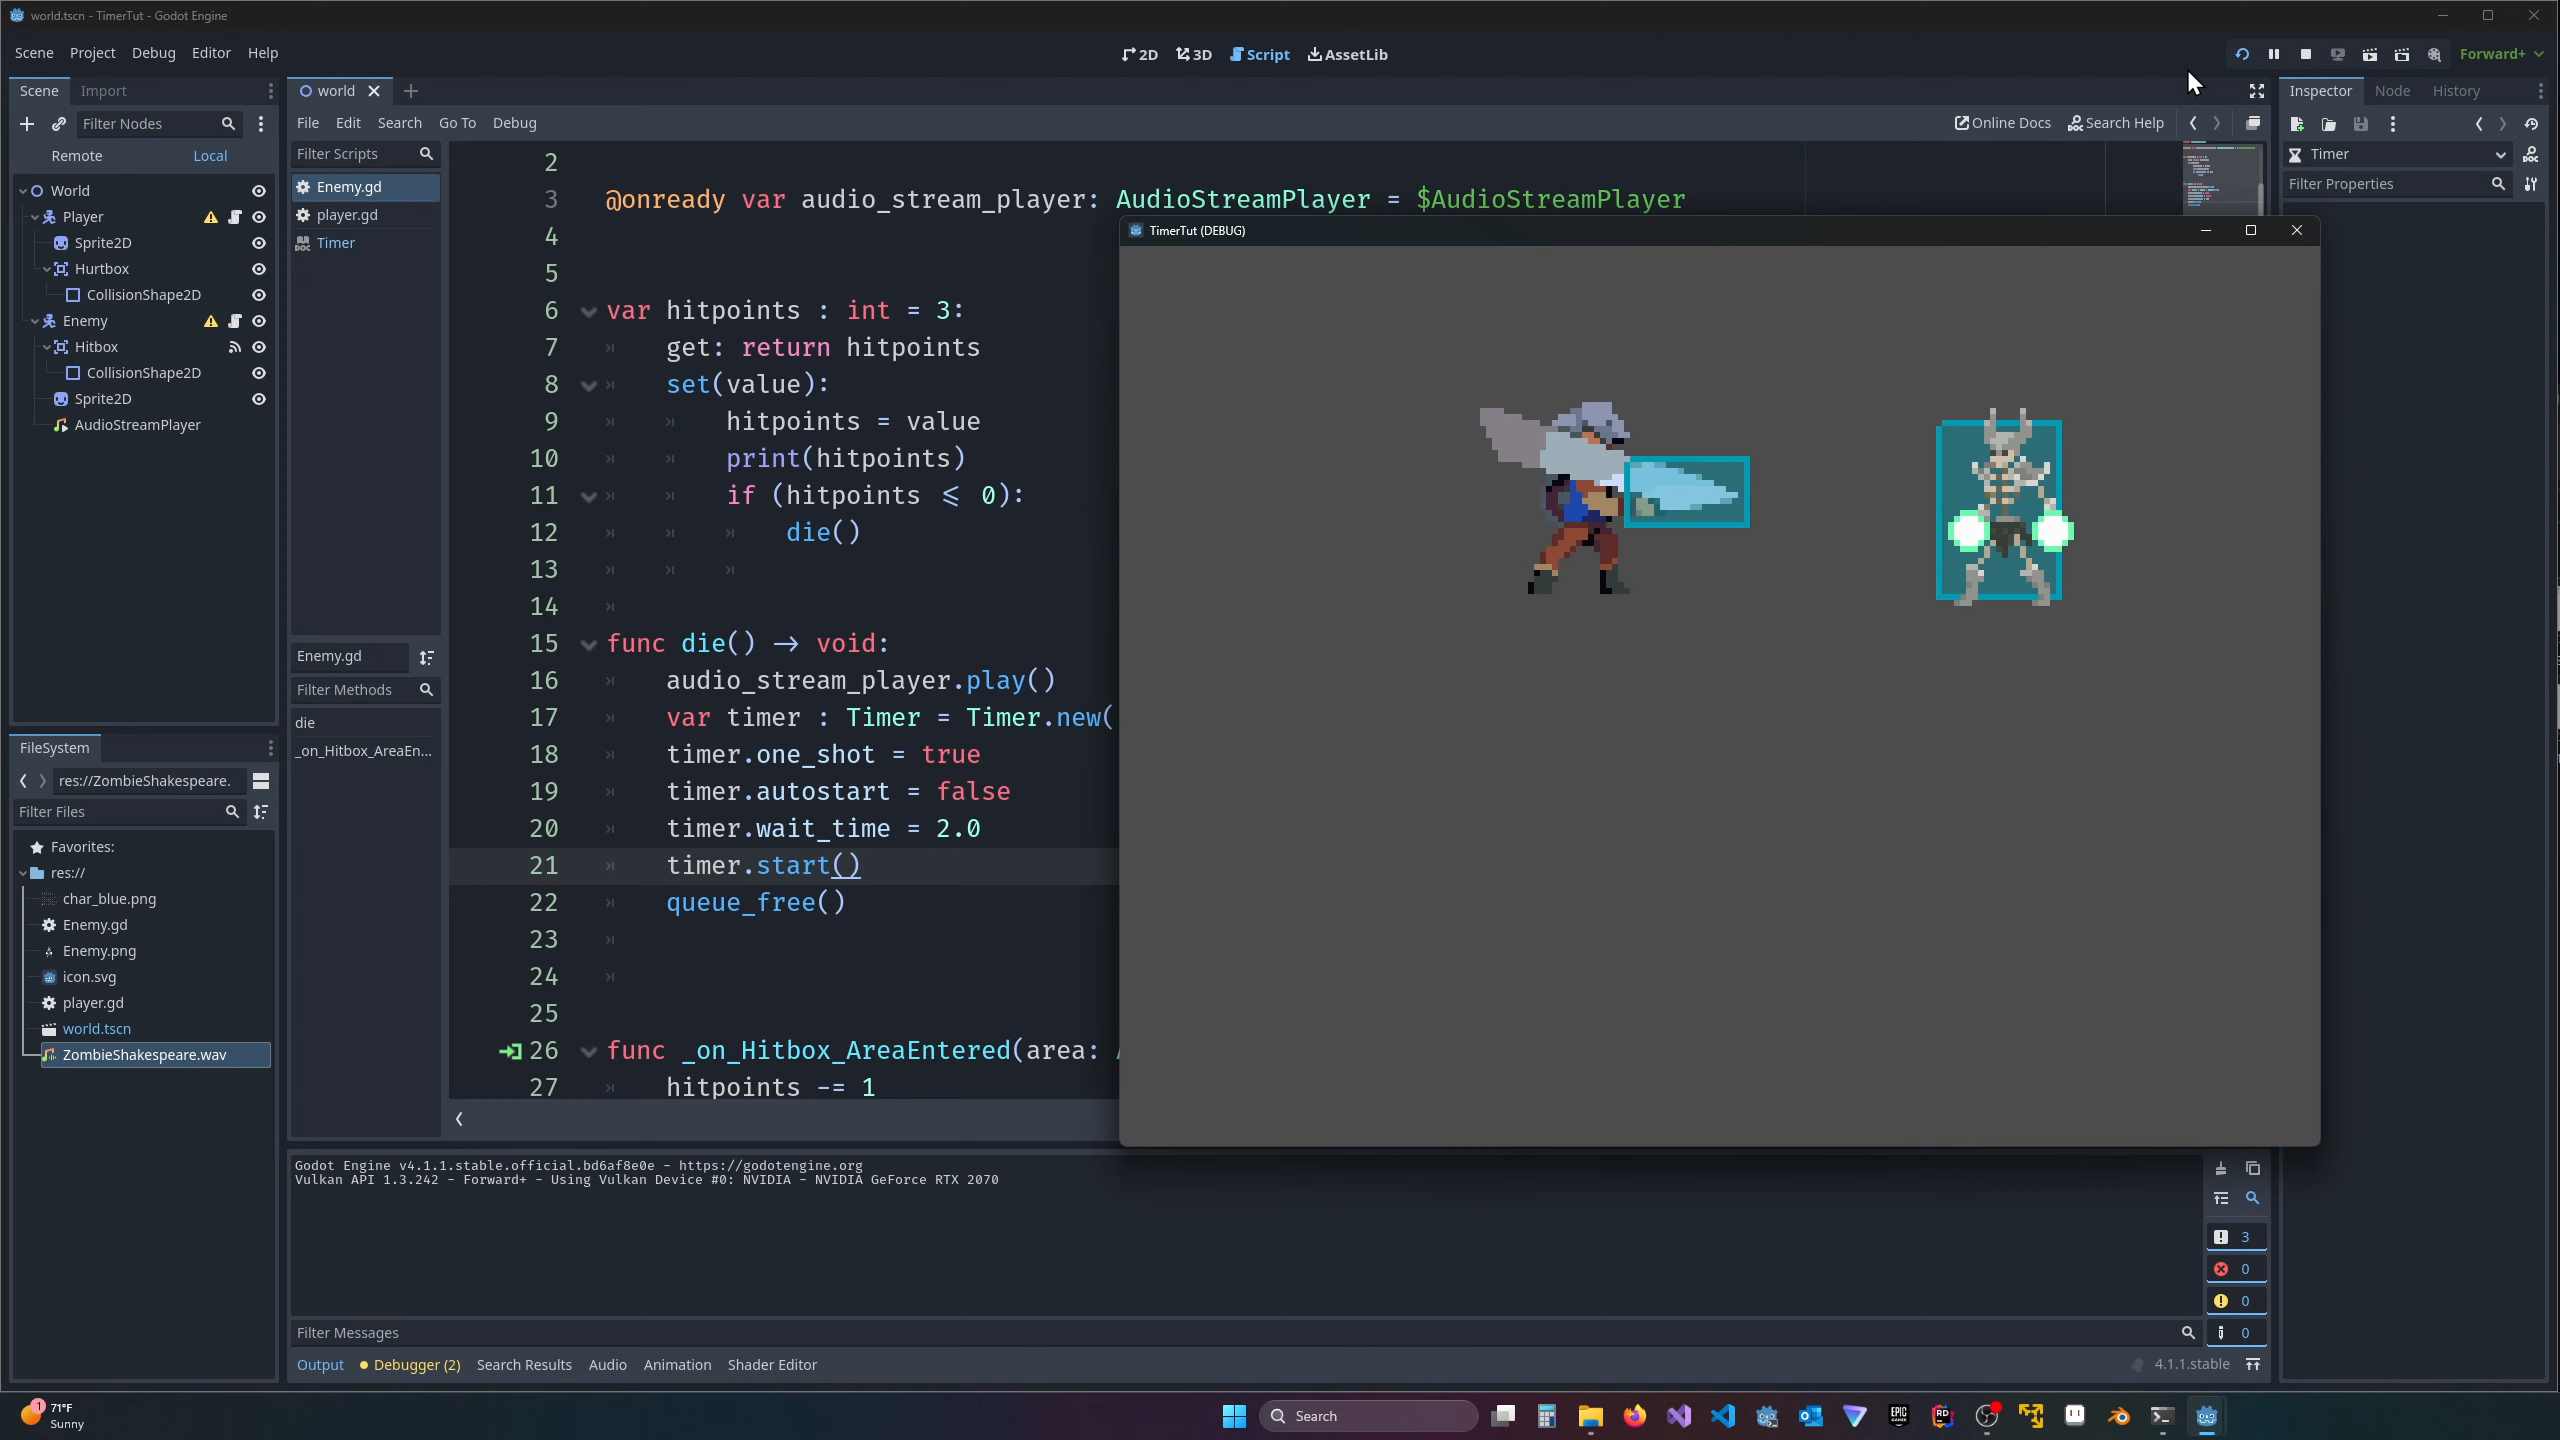 world.tscn - TimerTut - Godot Engine
Scene Project Debug Editor Help
2D 3D Script AssetLib
Forward+
Scene Import
world
Inspector Node History
Filter Nodes
File Edit Search Go To Debug
Online Docs Search Help
Remote Local
Filter Scripts
Timer
Filter Properties
World
Player
Sprite2D
Hurtbox
CollisionShape2D
Enemy
Hitbox
CollisionShape2D
Sprite2D
AudioStreamPlayer
Enemy.gd
player.gd
Timer
Enemy.gd
Filter Methods
die
_on_Hitbox_AreaEn...
2
3 @onready var audio_stream_player: AudioStreamPlayer = $AudioStreamPlayer
4
5
6 var hitpoints : int = 3:
7 get: return hitpoints
8 set(value):
9 hitpoints = value
10 print(hitpoints)
11 if (hitpoints <= 0):
12 die()
13
14
15 func die() -> void:
16 audio_stream_player.play()
17 var timer : Timer = Timer.new(
18 timer.one_shot = true
19 timer.autostart = false
20 timer.wait_time = 2.0
21 timer.start()
22 queue_free()
23
24
25
26 func _on_Hitbox_AreaEntered(area:
27 hitpoints -= 1
TimerTut (DEBUG)
FileSystem
res://ZombieShakespeare.
Filter Files
Favorites:
res://
char_blue.png
Enemy.gd
Enemy.png
icon.svg
player.gd
world.tscn
ZombieShakespeare.wav
Godot Engine v4.1.1.stable.official.bd6af8e0e - https://godotengine.org
Vulkan API 1.3.242 - Forward+ - Using Vulkan Device #0: NVIDIA - NVIDIA GeForce RTX 2070
3
0
0
0
Filter Messages
Output Debugger (2) Search Results Audio Animation Shader Editor
4.1.1.stable
1
71°F
Sunny
Search
EPIC GAMES
RD